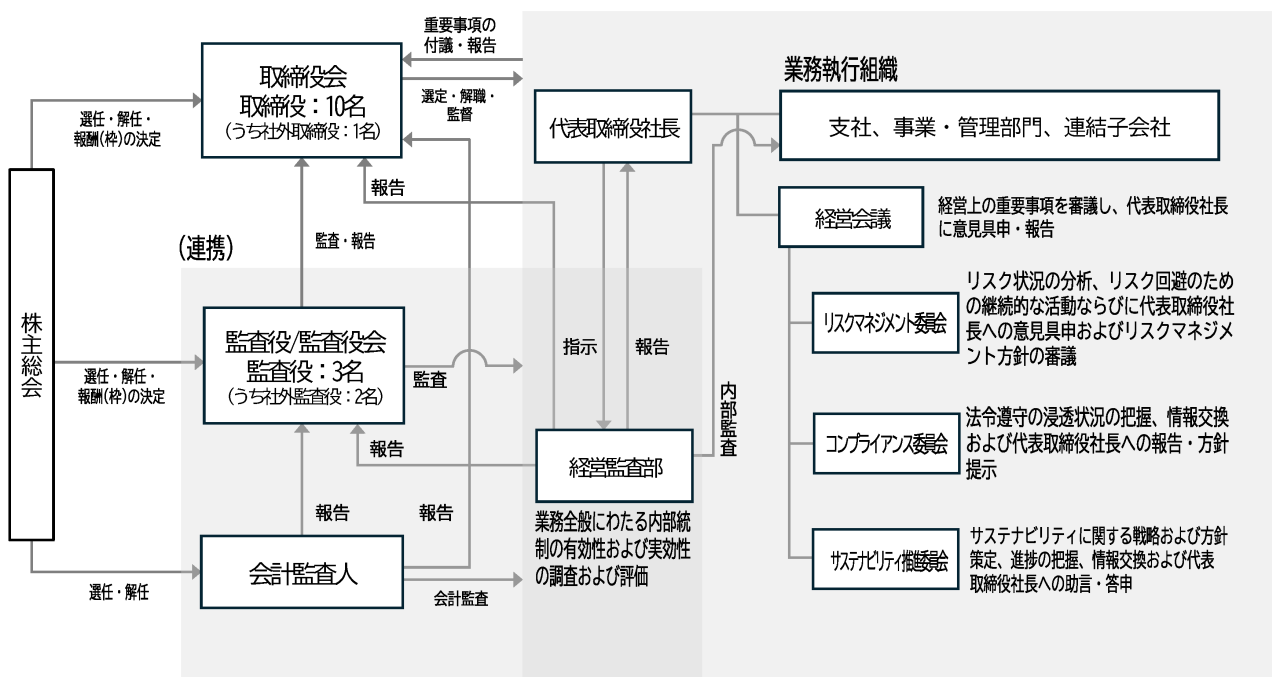 重要事項の
付議・報告
取締役会
取締役：10名
（うち社外取締役：1名）
選定・解職・
監督
選任・解任・
報酬(枠)の決定
業務執行組織
代表取締役社長
支社、事業・管理部門、連結子会社
報告
経営会議
経営上の重要事項を審議し、代表取締役社長
に意見具申・報告
監査・報告
（連携）
株主総会
監査役/監査役会
監査役：3名
（うち社外監査役：2名）
選任・解任・
報酬(枠)の決定
監査
指示
報告
内部監査
リスクマネジメント委員会
リスク状況の分析、リスク回避のため
の継続的な活動ならびに代表取締役社
長への意見具申およびリスクマネジメ
ント方針の審議
報告
経営監査部
コンプライアンス委員会
法令遵守の浸透状況の把握、情報交換
および代表取締役社長への報告・方針
提示
報告
報告
業務全般にわたる内部統
制の有効性および実効性
の調査および評価
会計監査人
選任・解任
会計監査
サステナビリティ推進委員会
サステナビリティに関する戦略および方針
策定、進捗の把握、情報交換および代表
取締役社長への助言・答申